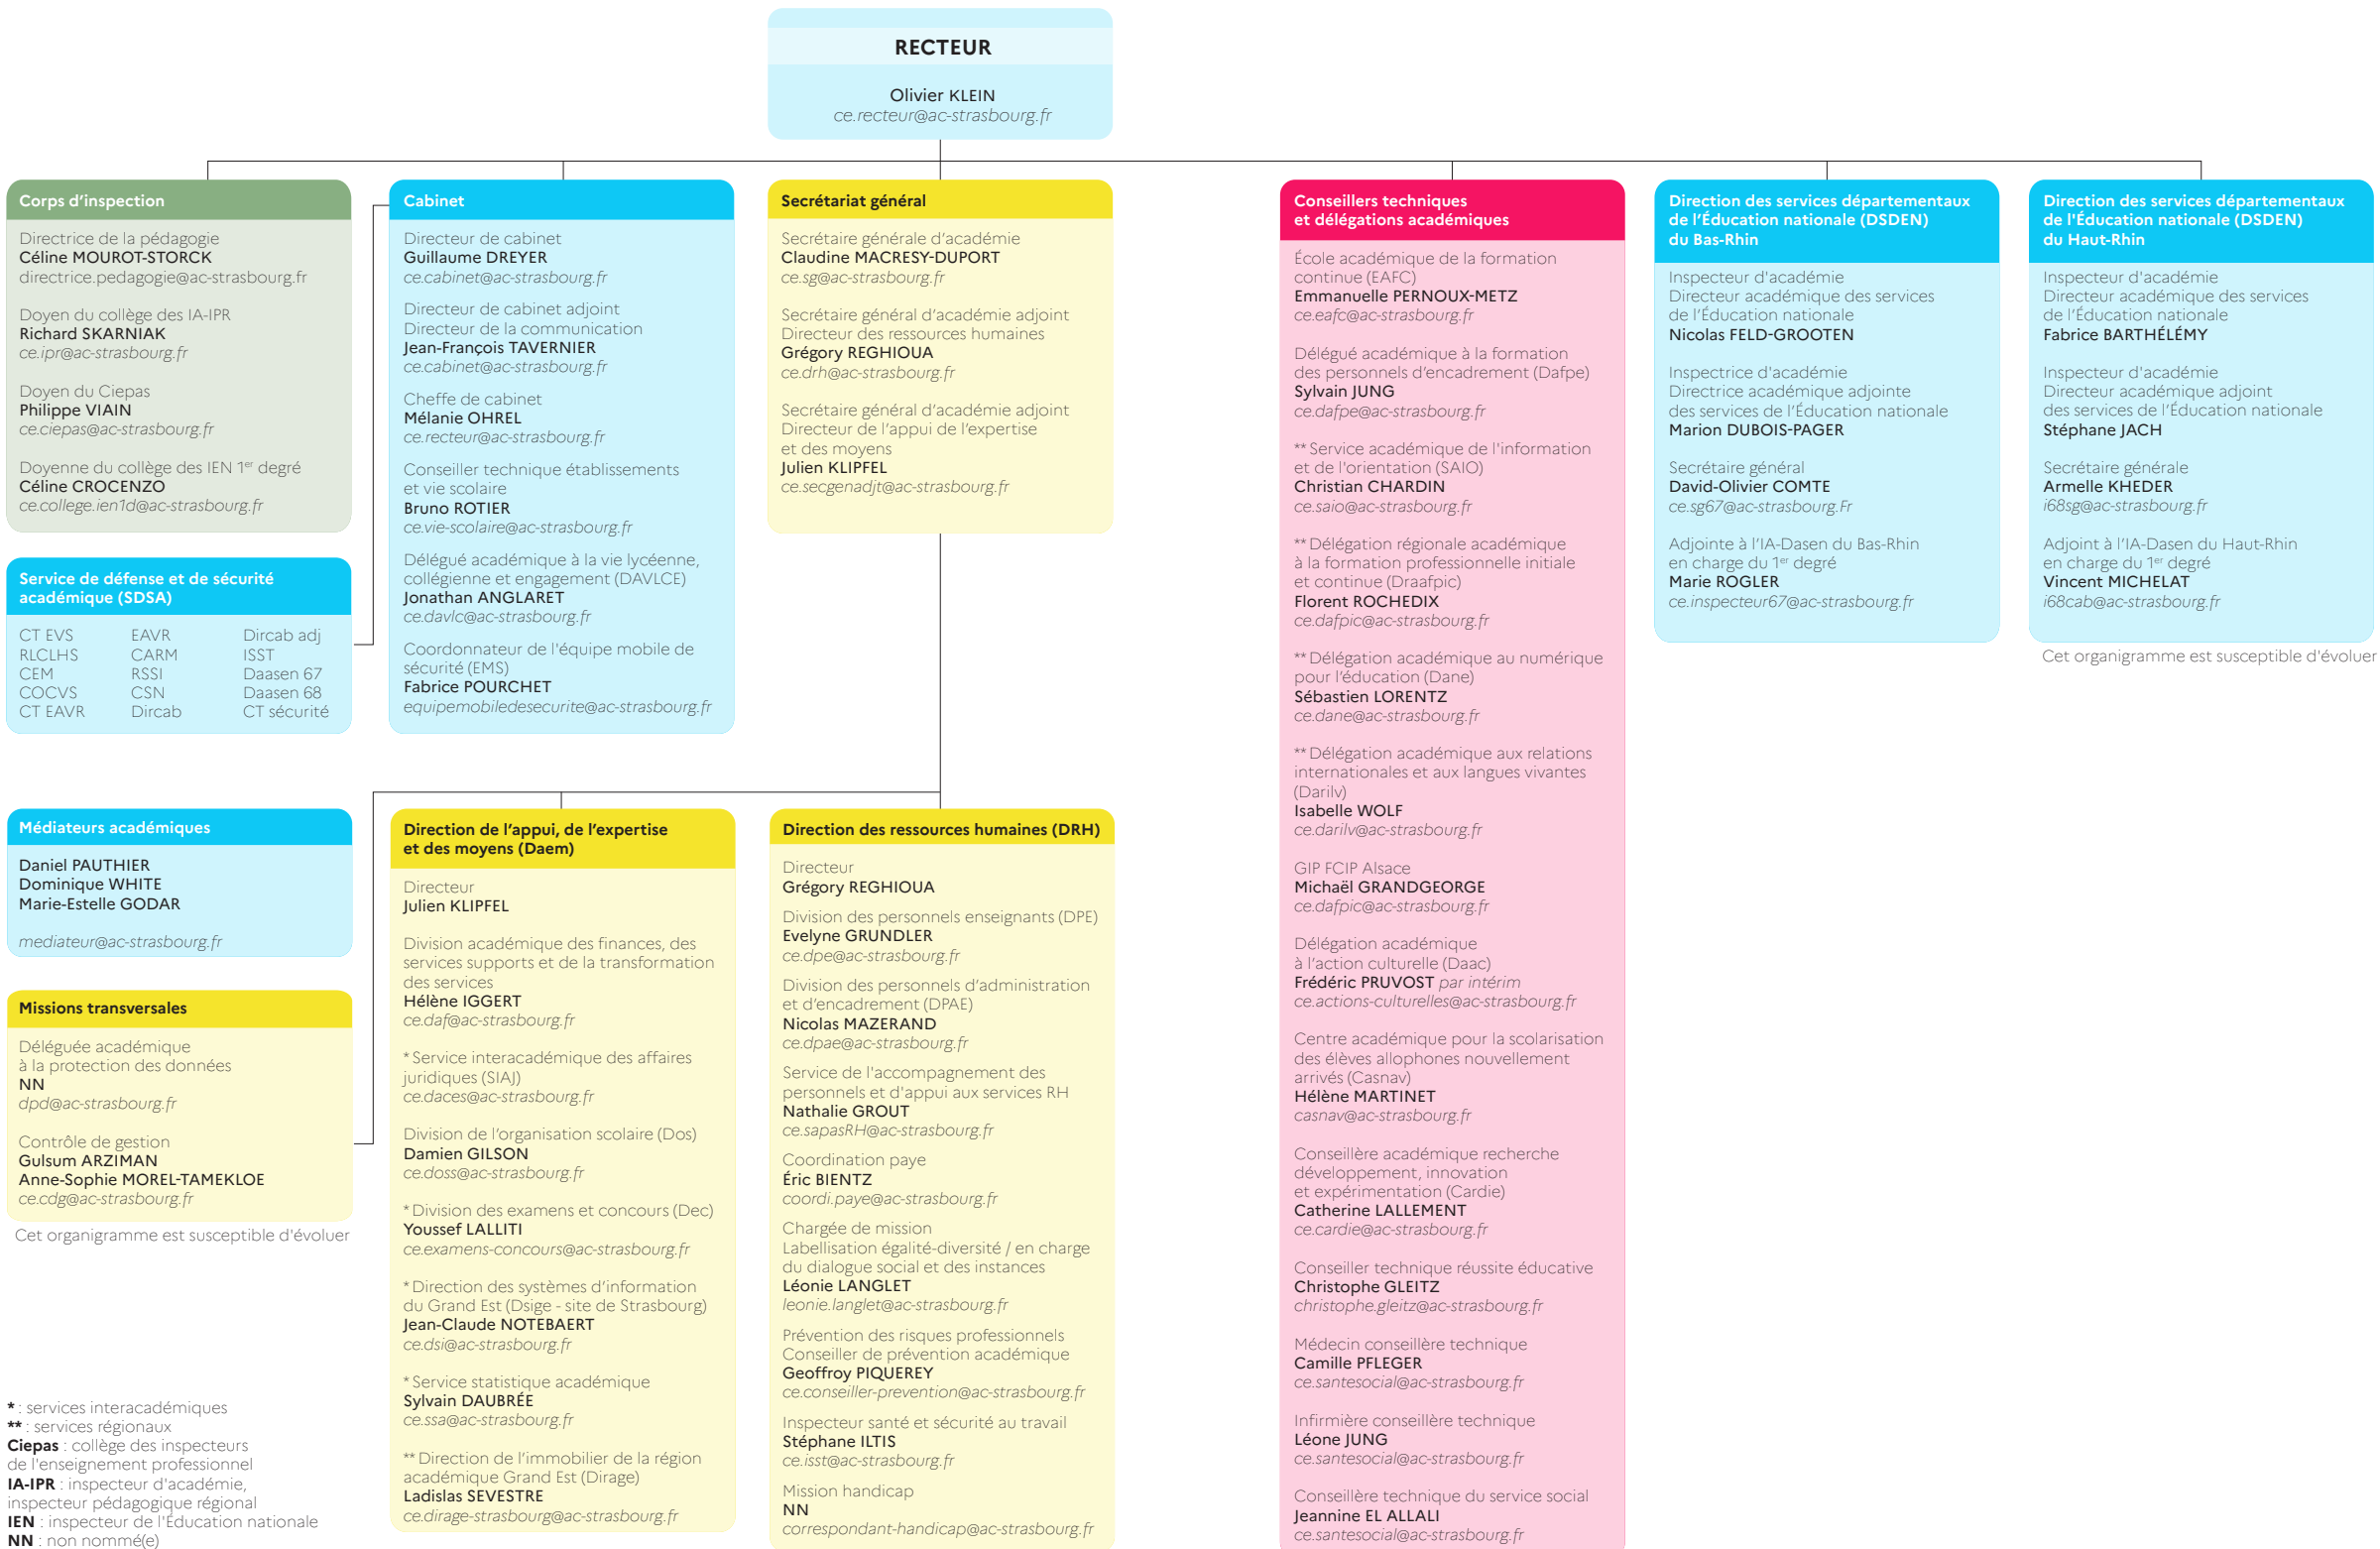 RECTEUR
Olivier KLEIN
ce.recteur@ac-strasbourg.fr
Corps d’inspection
Directrice de la pédagogie
Céline MOUROT-STORCK
directrice.pedagogie@ac-strasbourg.fr
Doyen du collège des IA-IPR
Richard SKARNIAK
ce.ipr@ac-strasbourg.fr
Doyen du Ciepas
Philippe VIAIN
ce.ciepas@ac-strasbourg.fr
Doyenne du collège des IEN 1er degré
Céline CROCENZO
ce.college.ien1d@ac-strasbourg.fr
Service de défense et de sécurité
académique (SDSA)
CT EVS EAVR Dircab adj
RLCLHS CARM ISST
CEM RSSI Daasen 67
COCVS CSN Daasen 68
CT EAVR Dircab CT sécurité
Cabinet
Directeur de cabinet
Guillaume DREYER
ce.cabinet@ac-strasbourg.fr
Directeur de cabinet adjoint
Directeur de la communication
Jean-François TAVERNIER
ce.cabinet@ac-strasbourg.fr
Cheffe de cabinet
Mélanie OHREL
ce.recteur@ac-strasbourg.fr
Conseiller technique établissements
et vie scolaire
Bruno ROTIER
ce.vie-scolaire@ac-strasbourg.fr
Délégué académique à la vie lycéenne,
collégienne et engagement (DAVLCE)
Jonathan ANGLARET
ce.davlc@ac-strasbourg.fr
Coordonnateur de l'équipe mobile de
sécurité (EMS)
Fabrice POURCHET
equipemobiledesecurite@ac-strasbourg.fr
Secrétariat général
Secrétaire générale d’académie
Claudine MACRESY-DUPORT
ce.sg@ac-strasbourg.fr
Secrétaire général d’académie adjoint
Directeur des ressources humaines
Grégory REGHIOUA
ce.drh@ac-strasbourg.fr
Secrétaire général d’académie adjoint
Directeur de l’appui de l’expertise
et des moyens
Julien KLIPFEL
ce.secgenadjt@ac-strasbourg.fr
Conseillers techniques
et délégations académiques
École académique de la formation
continue (EAFC)
Emmanuelle PERNOUX-METZ
ce.eafc@ac-strasbourg.fr
Délégué académique à la formation
des personnels d’encadrement (Dafpe)
Sylvain JUNG
ce.dafpe@ac-strasbourg.fr
** Service académique de l'information
et de l'orientation (SAIO)
Christian CHARDIN
ce.saio@ac-strasbourg.fr
** Délégation régionale académique
à la formation professionnelle initiale
et continue (Draafpic)
Florent ROCHEDIX
ce.dafpic@ac-strasbourg.fr
** Délégation académique au numérique
pour l’éducation (Dane)
Sébastien LORENTZ
ce.dane@ac-strasbourg.fr
** Délégation académique aux relations
internationales et aux langues vivantes
(Darilv)
Isabelle WOLF
ce.darilv@ac-strasbourg.fr
GIP FCIP Alsace
Michaël GRANDGEORGE
ce.dafpic@ac-strasbourg.fr
Délégation académique
à l’action culturelle (Daac)
Frédéric PRUVOST par intérim
ce.actions-culturelles@ac-strasbourg.fr
Centre académique pour la scolarisation
des élèves allophones nouvellement
arrivés (Casnav)
Hélène MARTINET
casnav@ac-strasbourg.fr
Conseillère académique recherche
développement, innovation
et expérimentation (Cardie)
Catherine LALLEMENT
ce.cardie@ac-strasbourg.fr
Conseiller technique réussite éducative
Christophe GLEITZ
christophe.gleitz@ac-strasbourg.fr
Médecin conseillère technique
Camille PFLEGER
ce.santesocial@ac-strasbourg.fr
Infirmière conseillère technique
Léone JUNG
ce.santesocial@ac-strasbourg.fr
Conseillère technique du service social
Jeannine EL ALLALI
ce.santesocial@ac-strasbourg.fr
Direction des services départementaux
de l’Éducation nationale (DSDEN)
du Bas-Rhin
Inspecteur d'académie
Directeur académique des services
de l’Éducation nationale
Nicolas FELD-GROOTEN
Inspectrice d'académie
Directrice académique adjointe
des services de l’Éducation nationale
Marion DUBOIS-PAGER
Secrétaire général
David-Olivier COMTE
ce.sg67@ac-strasbourg.Fr
Adjointe à l’IA-Dasen du Bas-Rhin
en charge du 1er degré
Marie ROGLER
ce.inspecteur67@ac-strasbourg.fr
Direction des services départementaux
de l'Éducation nationale (DSDEN)
du Haut-Rhin
Inspecteur d'académie
Directeur académique des services
de l’Éducation nationale
Fabrice BARTHÉLÉMY
Inspecteur d'académie
Directeur académique adjoint
des services de l’Éducation nationale
Stéphane JACH
Secrétaire générale
Armelle KHEDER
i68sg@ac-strasbourg.fr
Adjoint à l’IA-Dasen du Haut-Rhin
en charge du 1er degré
Vincent MICHELAT
i68cab@ac-strasbourg.fr
Cet organigramme est susceptible d'évoluer
Médiateurs académiques
Daniel PAUTHIER
Dominique WHITE
Marie-Estelle GODAR
mediateur@ac-strasbourg.fr
Missions transversales
Déléguée académique
à la protection des données
NN
dpd@ac-strasbourg.fr
Contrôle de gestion
Gulsum ARZIMAN
Anne-Sophie MOREL-TAMEKLOE
ce.cdg@ac-strasbourg.fr
Cet organigramme est susceptible d'évoluer
Direction de l’appui, de l’expertise
et des moyens (Daem)
Directeur
Julien KLIPFEL
Division académique des finances, des
services supports et de la transformation
des services
Hélène IGGERT
ce.daf@ac-strasbourg.fr
* Service interacadémique des affaires
juridiques (SIAJ)
ce.daces@ac-strasbourg.fr
Division de l’organisation scolaire (Dos)
Damien GILSON
ce.doss@ac-strasbourg.fr
* Division des examens et concours (Dec)
Youssef LALLITI
ce.examens-concours@ac-strasbourg.fr
* Direction des systèmes d’information
du Grand Est (Dsige - site de Strasbourg)
Jean-Claude NOTEBAERT
ce.dsi@ac-strasbourg.fr
* Service statistique académique
Sylvain DAUBRÉE
ce.ssa@ac-strasbourg.fr
** Direction de l’immobilier de la région
académique Grand Est (Dirage)
Ladislas SEVESTRE
ce.dirage-strasbourg@ac-strasbourg.fr
Direction des ressources humaines (DRH)
Directeur
Grégory REGHIOUA
Division des personnels enseignants (DPE)
Evelyne GRUNDLER
ce.dpe@ac-strasbourg.fr
Division des personnels d’administration
et d’encadrement (DPAE)
Nicolas MAZERAND
ce.dpae@ac-strasbourg.fr
Service de l'accompagnement des
personnels et d'appui aux services RH
Nathalie GROUT
ce.sapasRH@ac-strasbourg.fr
Coordination paye
Éric BIENTZ
coordi.paye@ac-strasbourg.fr
Chargée de mission
Labellisation égalité-diversité / en charge
du dialogue social et des instances
Léonie LANGLET
leonie.langlet@ac-strasbourg.fr
Prévention des risques professionnels
Conseiller de prévention académique
Geoffroy PIQUEREY
ce.conseiller-prevention@ac-strasbourg.fr
Inspecteur santé et sécurité au travail
Stéphane ILTIS
ce.isst@ac-strasbourg.fr
Mission handicap
NN
correspondant-handicap@ac-strasbourg.fr
* : services interacadémiques
** : services régionaux
Ciepas : collège des inspecteurs
de l'enseignement professionnel
IA-IPR : inspecteur d'académie,
inspecteur pédagogique régional
IEN : inspecteur de l'Éducation nationale
NN : non nommé(e)